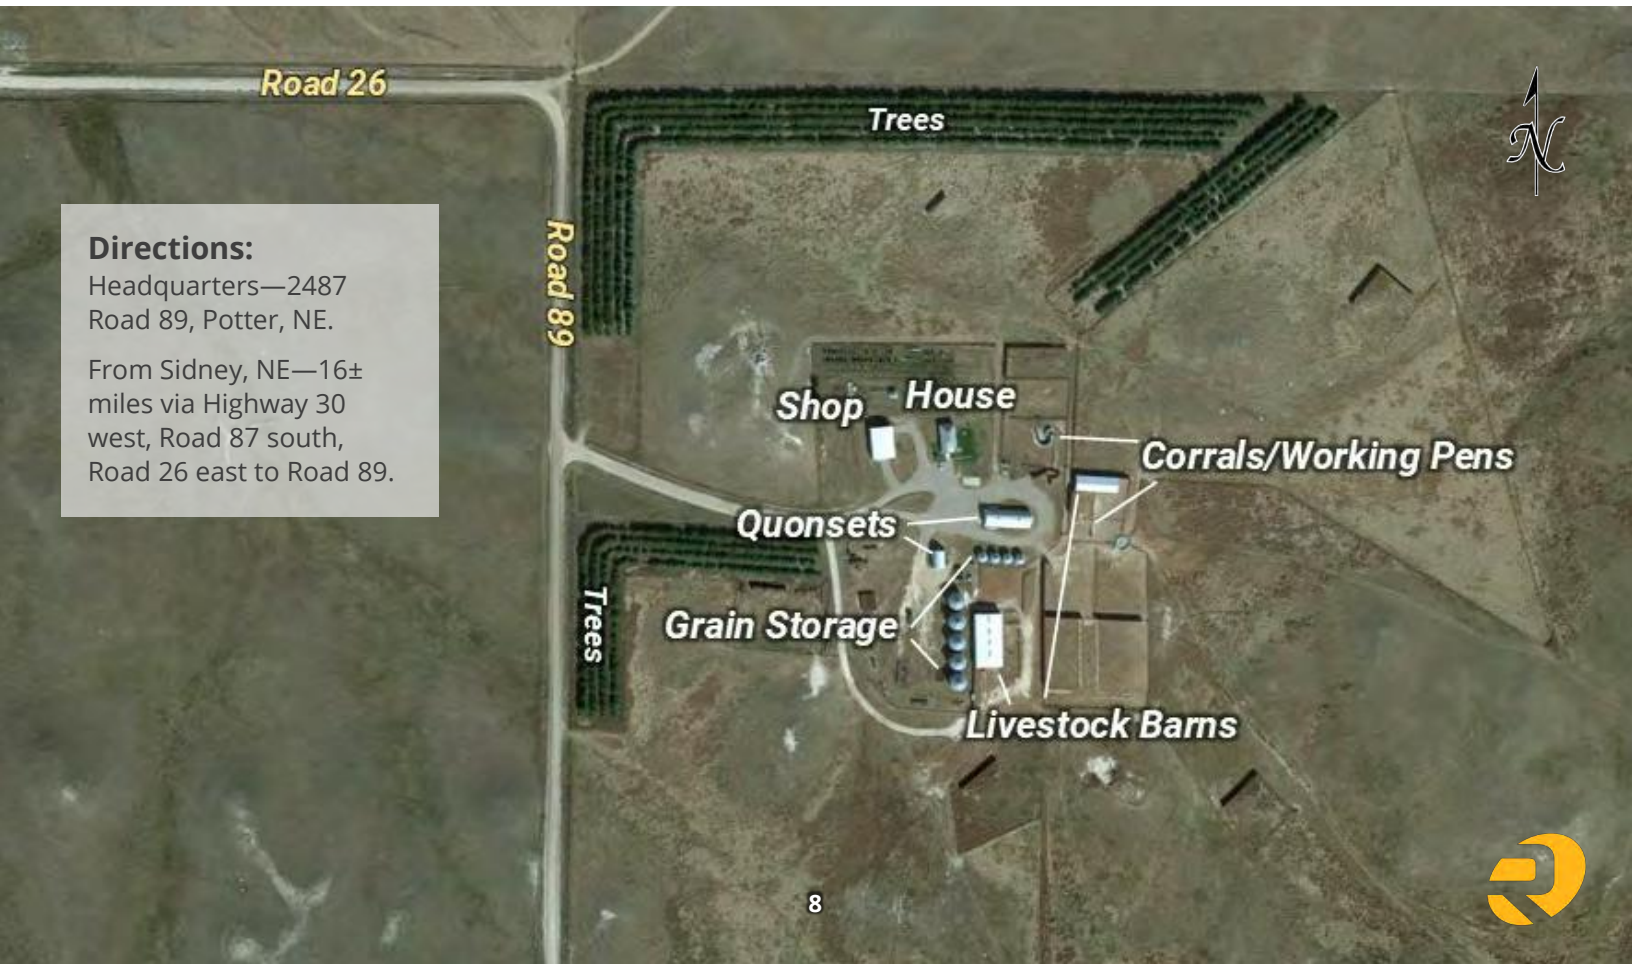 Road 26
Trees
N
Road 89
Directions:
Headquarters—2487
Road 89, Potter, NE.
From Sidney, NE—16±
miles via Highway 30
west, Road 87 south,
Road 26 east to Road 89.
Shop
House
Corrals/Working Pens
Quonsets
Trees
Grain Storage
Livestock Barns
8